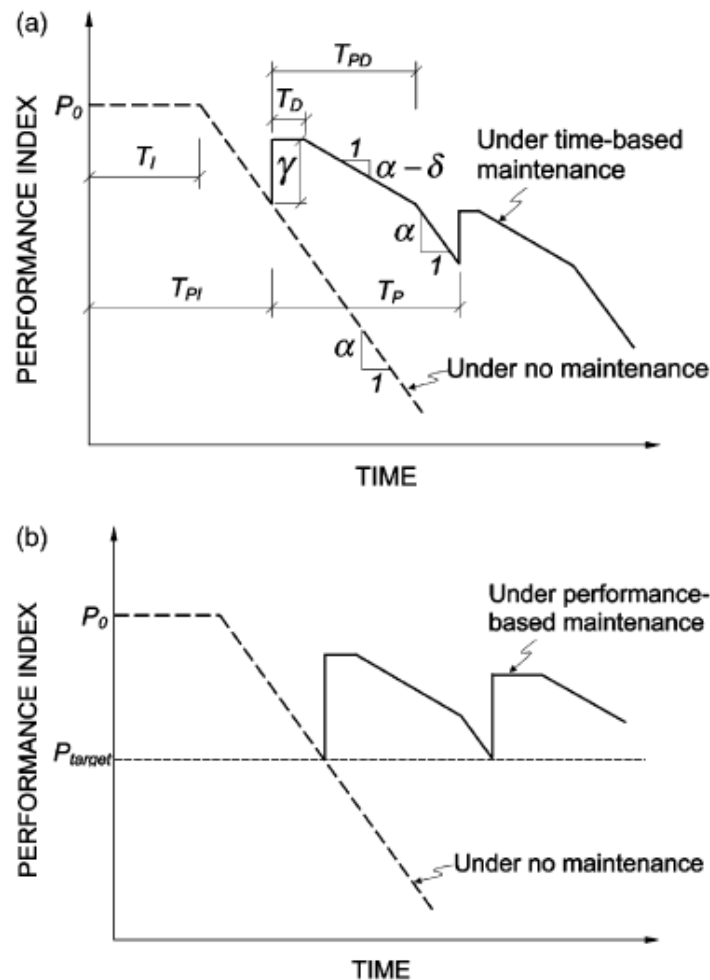 (a)
PERFORMANCE INDEX
P0
TI
TPD
TD
γ
1
α – δ
α
1
Under time-based
maintenance
TPI
TP
α
1
Under no maintenance
TIME
(b)
PERFORMANCE INDEX
P0
Ptarget
Under performance-
based maintenance
Under no maintenance
TIME